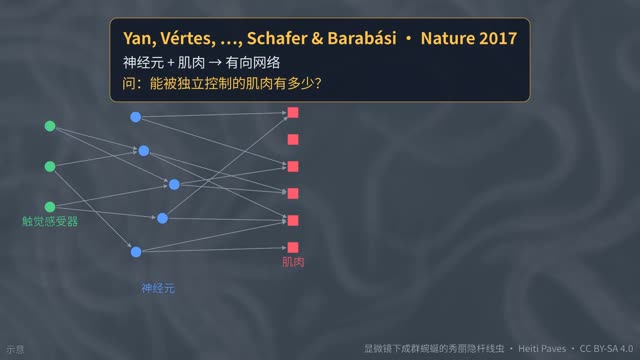 Yan, Vértes, …, Schafer & Barabási • Nature 2017
神经元 + 肌肉 → 有向网络
问：能被独立控制的肌肉有多少？
触觉感受器
肌肉
神经元
示意
显微镜下成群蜿蜒的秀丽隐杆线虫 • Heiti Paves • CC BY-SA 4.0